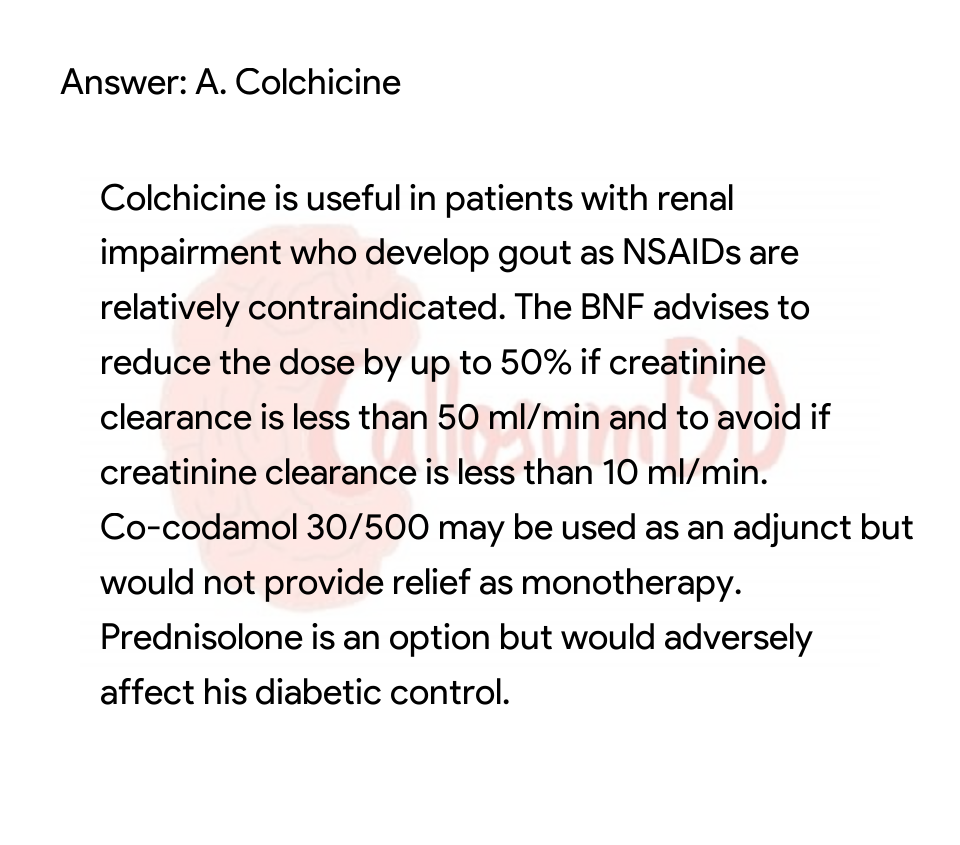 Answer: A. Colchicine
Colchicine is useful in patients with renal
impairment who develop gout as NSAIDs are
relatively contraindicated. The BNF advises to
reduce the dose by up to 50% if creatinine
clearance is less than 50 ml/min and to avoid if
creatinine clearance is less than 10 ml/min.
Co-codamol 30/500 may be used as an adjunct but
would not provide relief as monotherapy.
Prednisolone is an option but would adversely
affect his diabetic control.
CallosumBD